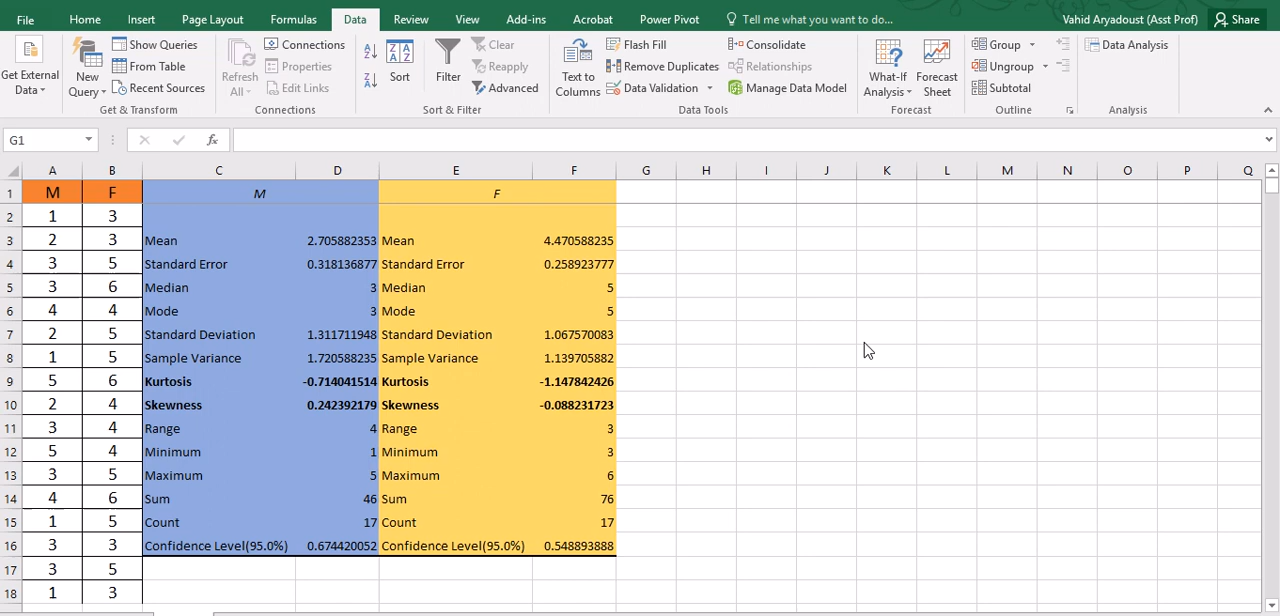 File Home Insert Page Layout Formulas Data Review View Add-ins Acrobat Power Pivot Tell me what you want to do... Vahid Aryadoust (Asst Prof) Share
Get External Data
New Query
Show Queries
From Table
Recent Sources
Get & Transform
Refresh All
Connections
Properties
Edit Links
Connections
Sort
Filter
Clear
Reapply
Advanced
Sort & Filter
Text to Columns
Flash Fill
Remove Duplicates
Data Validation
Consolidate
Relationships
Manage Data Model
Data Tools
What-If Analysis
Forecast Sheet
Forecast
Group
Ungroup
Subtotal
Outline
Data Analysis
Analysis
G1 fx
A B C D E F G H I J K L M N O P Q
1 M F M F
2 1 3
3 2 3 Mean 2.705882353 Mean 4.470588235
4 3 5 Standard Error 0.318136877 Standard Error 0.258923777
5 3 6 Median 3 Median 5
6 4 4 Mode 3 Mode 5
7 2 5 Standard Deviation 1.311711948 Standard Deviation 1.067570083
8 1 5 Sample Variance 1.720588235 Sample Variance 1.139705882
9 5 6 Kurtosis -0.714041514 Kurtosis -1.147842426
10 2 4 Skewness 0.242392179 Skewness -0.088231723
11 3 4 Range 4 Range 3
12 5 4 Minimum 1 Minimum 3
13 3 5 Maximum 5 Maximum 6
14 4 6 Sum 46 Sum 76
15 1 5 Count 17 Count 17
16 3 3 Confidence Level(95.0%) 0.674420052 Confidence Level(95.0%) 0.548893888
17 3 5
18 1 3